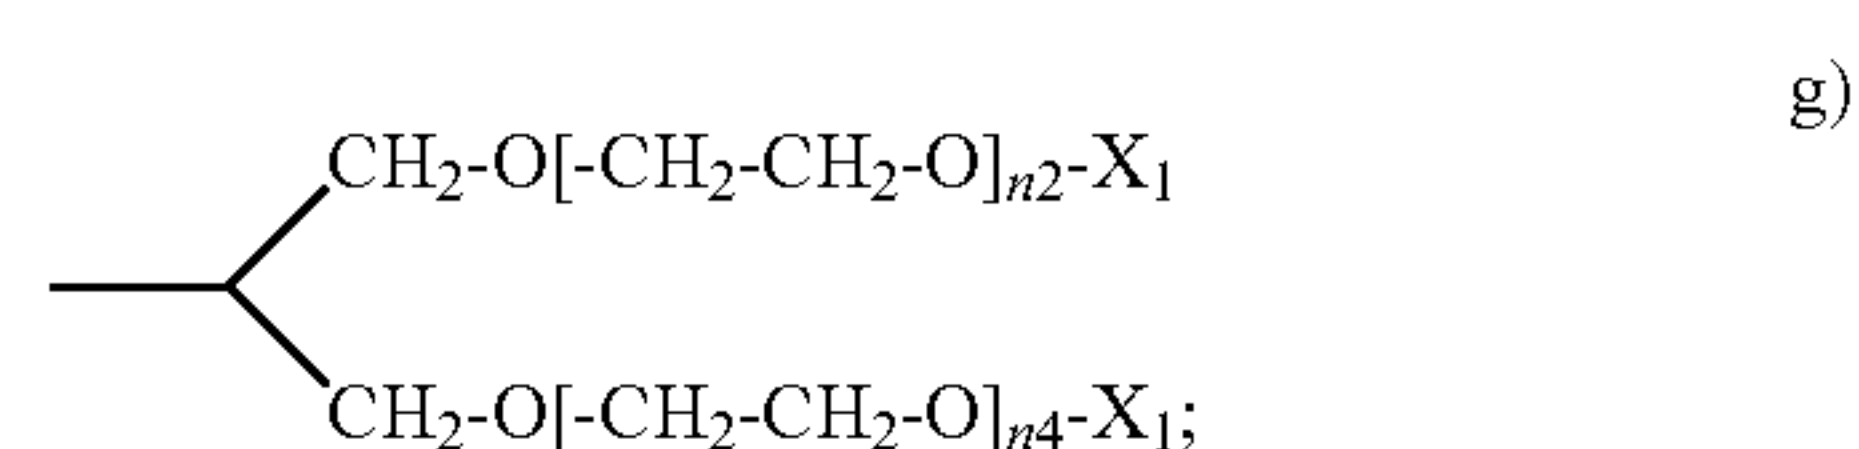 g)
CH₂-O[-CH₂-CH₂-O]ₙ₂-X₁
CH₂-O[-CH₂-CH₂-O]ₙ₄-X₁;